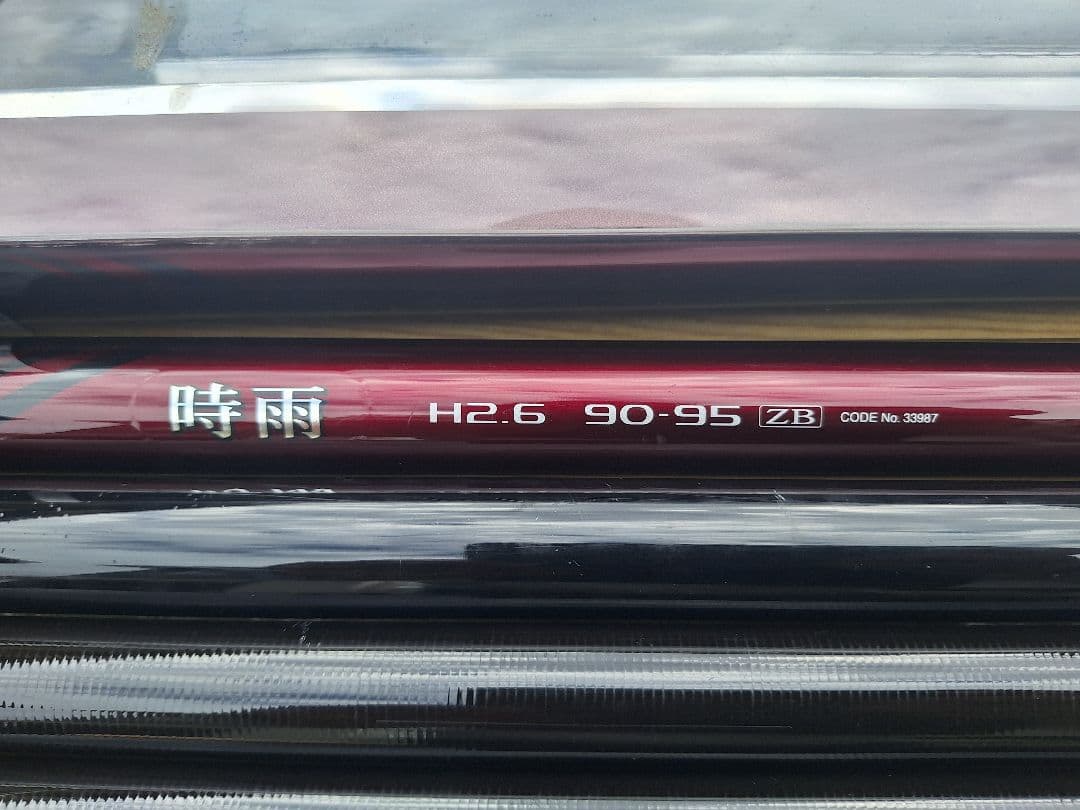 時雨 H2.6 90-95 ZB CODE No. 33987